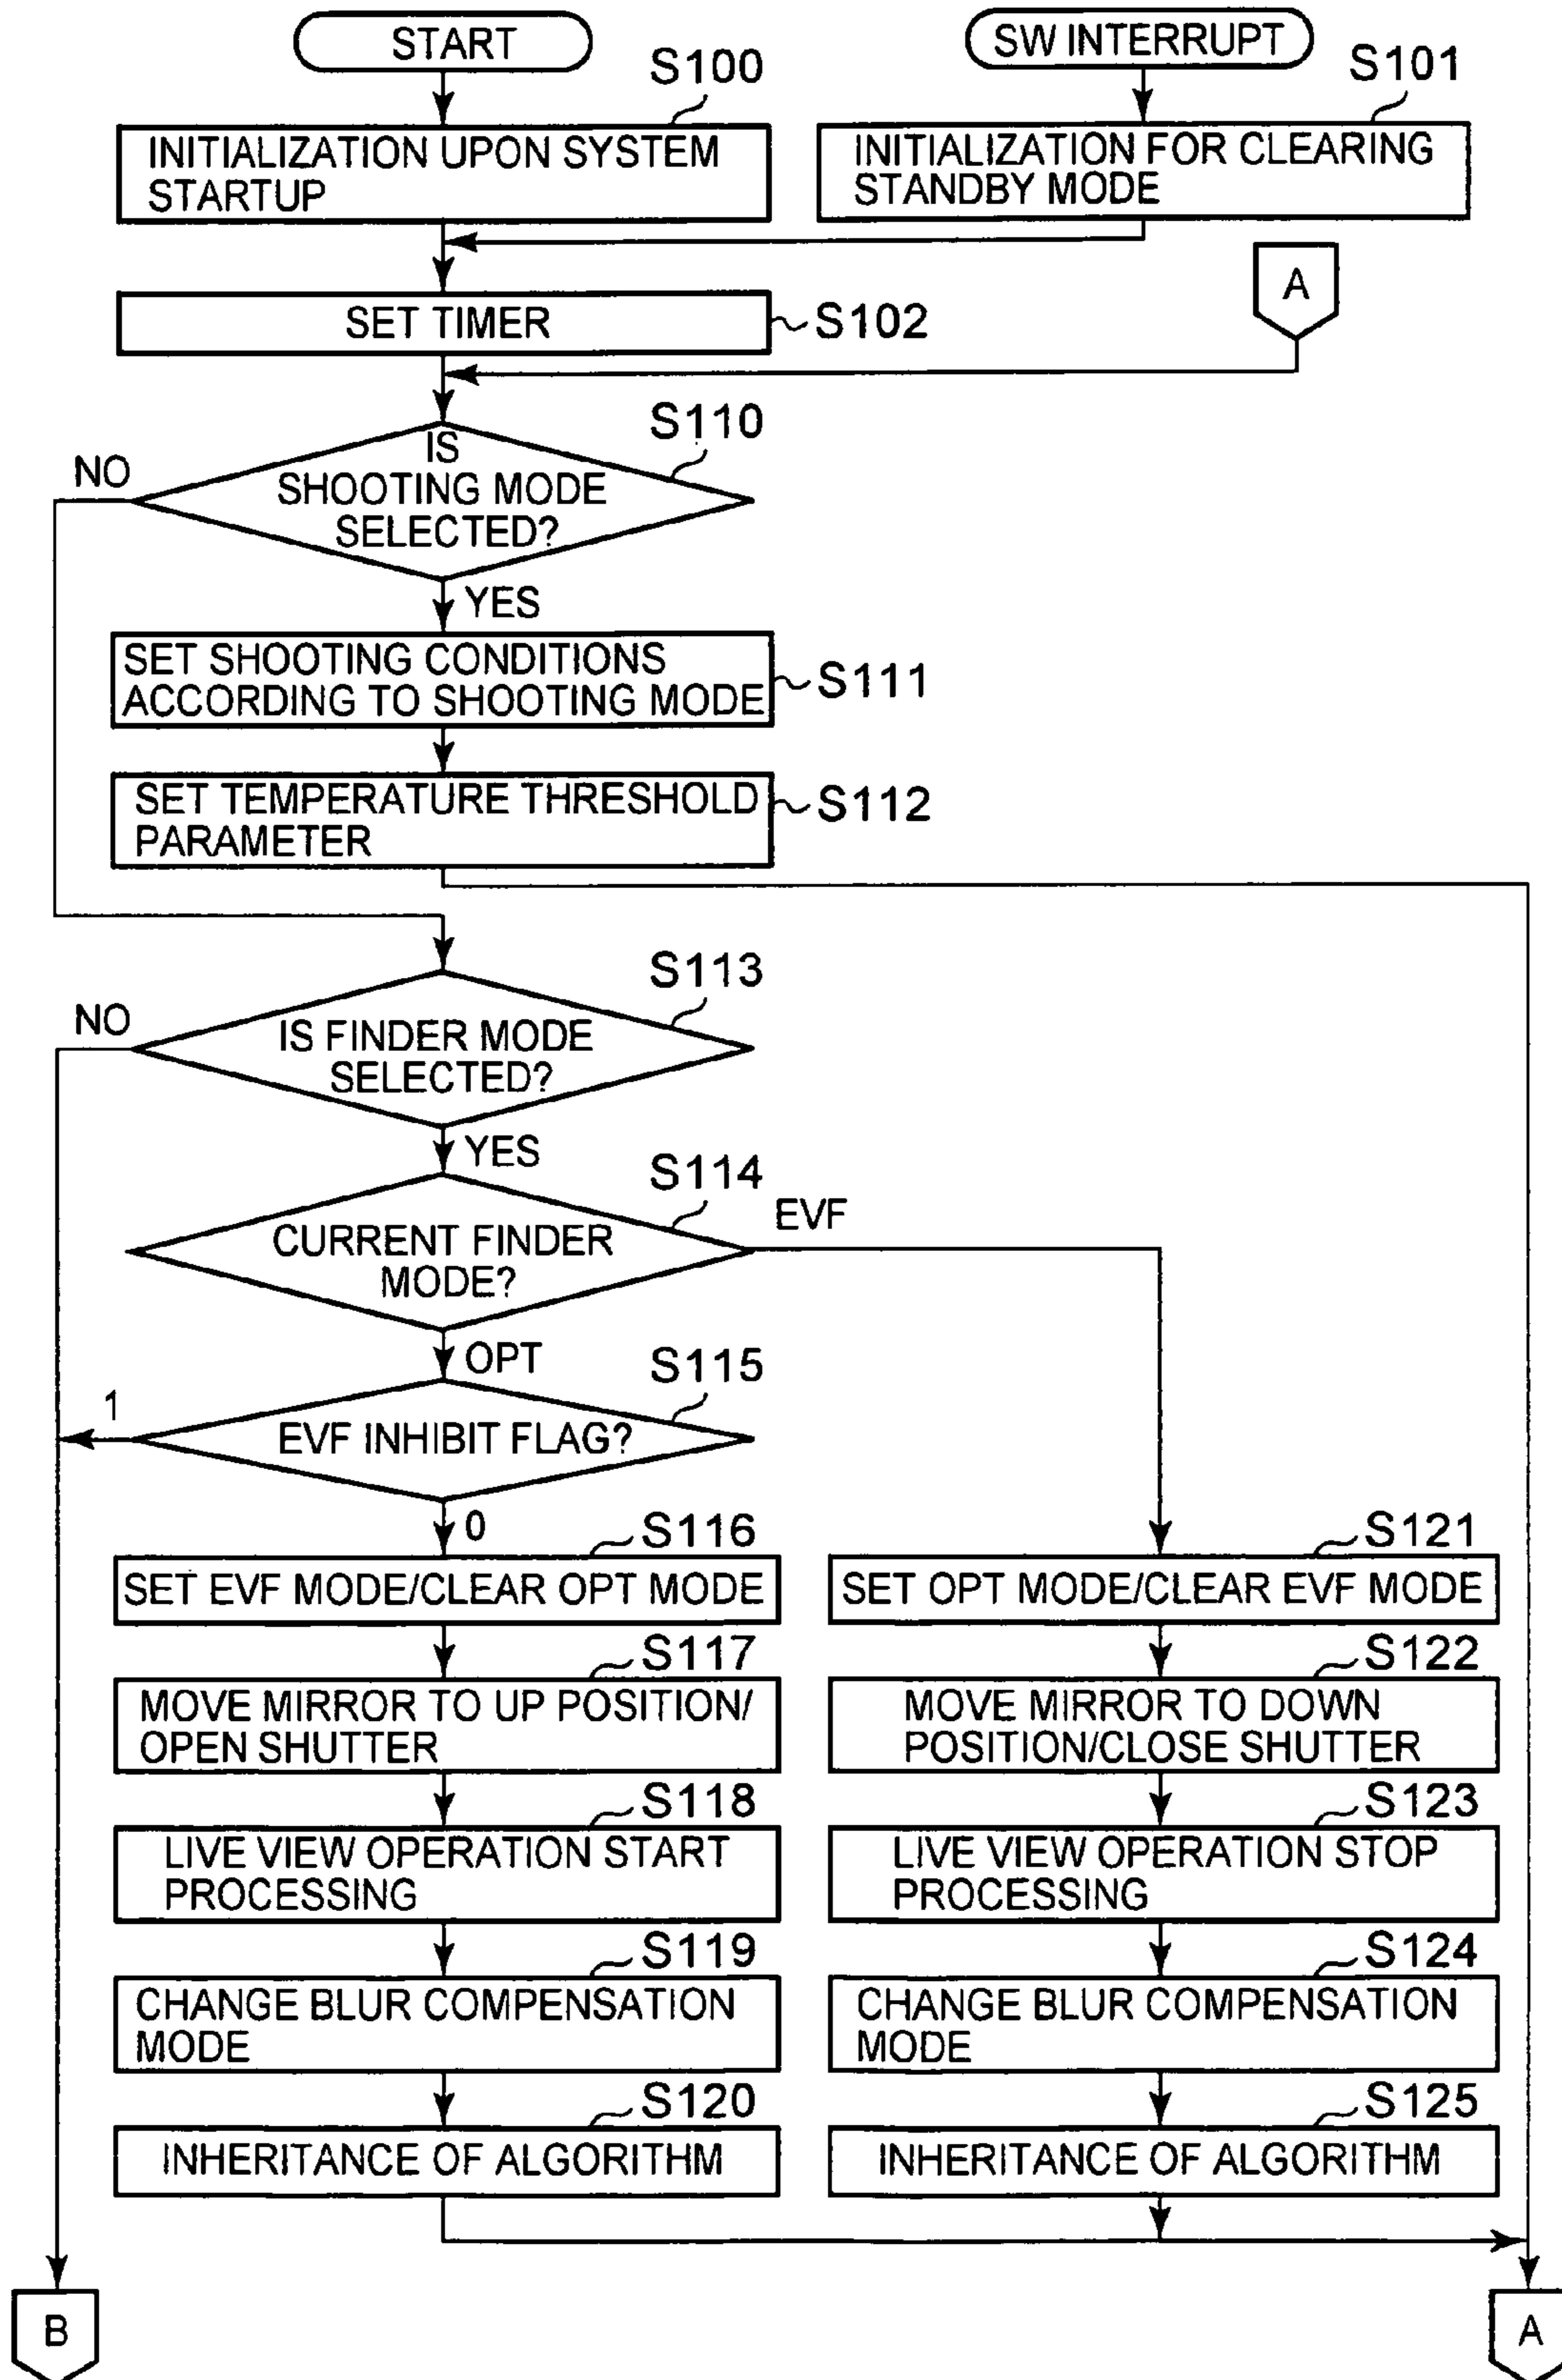 START
SW INTERRUPT
S100
S101
INITIALIZATION UPON SYSTEM
STARTUP
INITIALIZATION FOR CLEARING
STANDBY MODE
A
SET TIMER
S102
S110
NO
IS
SHOOTING MODE
SELECTED?
YES
SET SHOOTING CONDITIONS
ACCORDING TO SHOOTING MODE
S111
SET TEMPERATURE THRESHOLD
PARAMETER
S112
S113
NO
IS FINDER MODE
SELECTED?
YES
S114
EVF
CURRENT FINDER
MODE?
OPT
S115
1
EVF INHIBIT FLAG?
0
S116
S121
SET EVF MODE/CLEAR OPT MODE
SET OPT MODE/CLEAR EVF MODE
S117
S122
MOVE MIRROR TO UP POSITION/
OPEN SHUTTER
MOVE MIRROR TO DOWN
POSITION/CLOSE SHUTTER
S118
S123
LIVE VIEW OPERATION START
PROCESSING
LIVE VIEW OPERATION STOP
PROCESSING
S119
S124
CHANGE BLUR COMPENSATION
MODE
CHANGE BLUR COMPENSATION
MODE
S120
S125
INHERITANCE OF ALGORITHM
INHERITANCE OF ALGORITHM
B
A